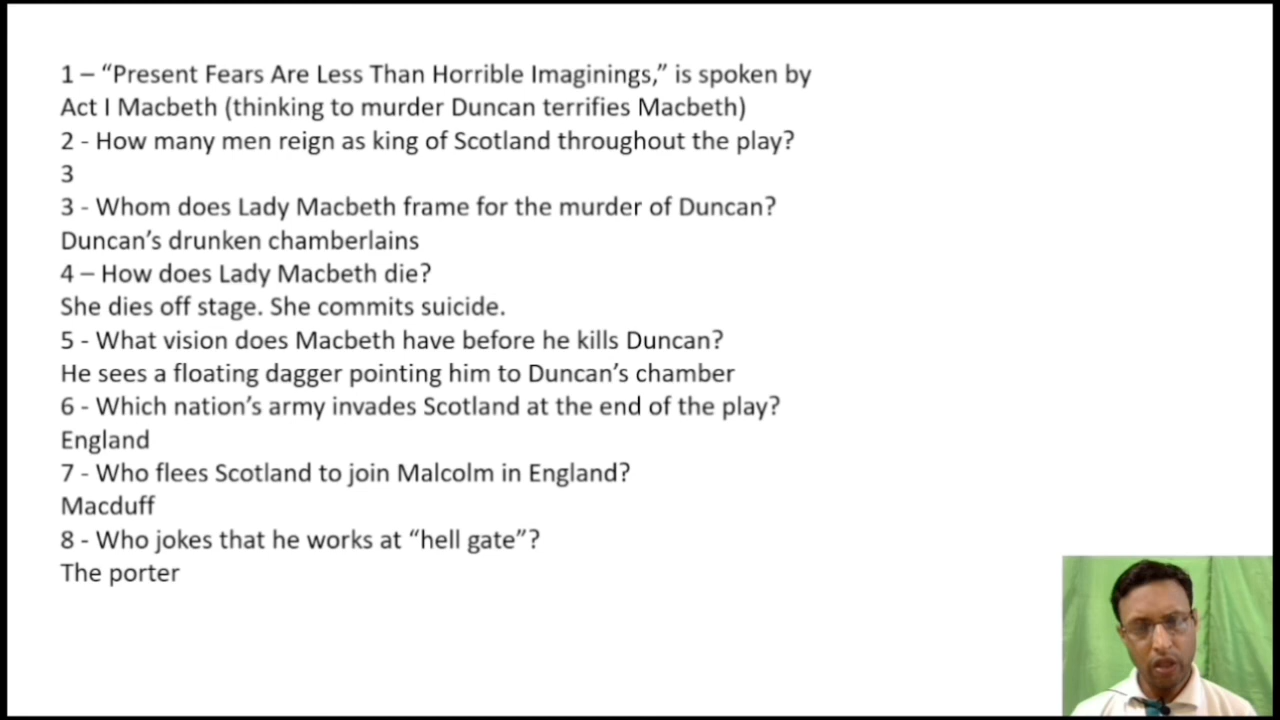 1 – “Present Fears Are Less Than Horrible Imaginings,” is spoken by
Act I Macbeth (thinking to murder Duncan terrifies Macbeth)
2 - How many men reign as king of Scotland throughout the play?
3
3 - Whom does Lady Macbeth frame for the murder of Duncan?
Duncan’s drunken chamberlains
4 – How does Lady Macbeth die?
She dies off stage. She commits suicide.
5 - What vision does Macbeth have before he kills Duncan?
He sees a floating dagger pointing him to Duncan’s chamber
6 - Which nation’s army invades Scotland at the end of the play?
England
7 - Who flees Scotland to join Malcolm in England?
Macduff
8 - Who jokes that he works at “hell gate”?
The porter